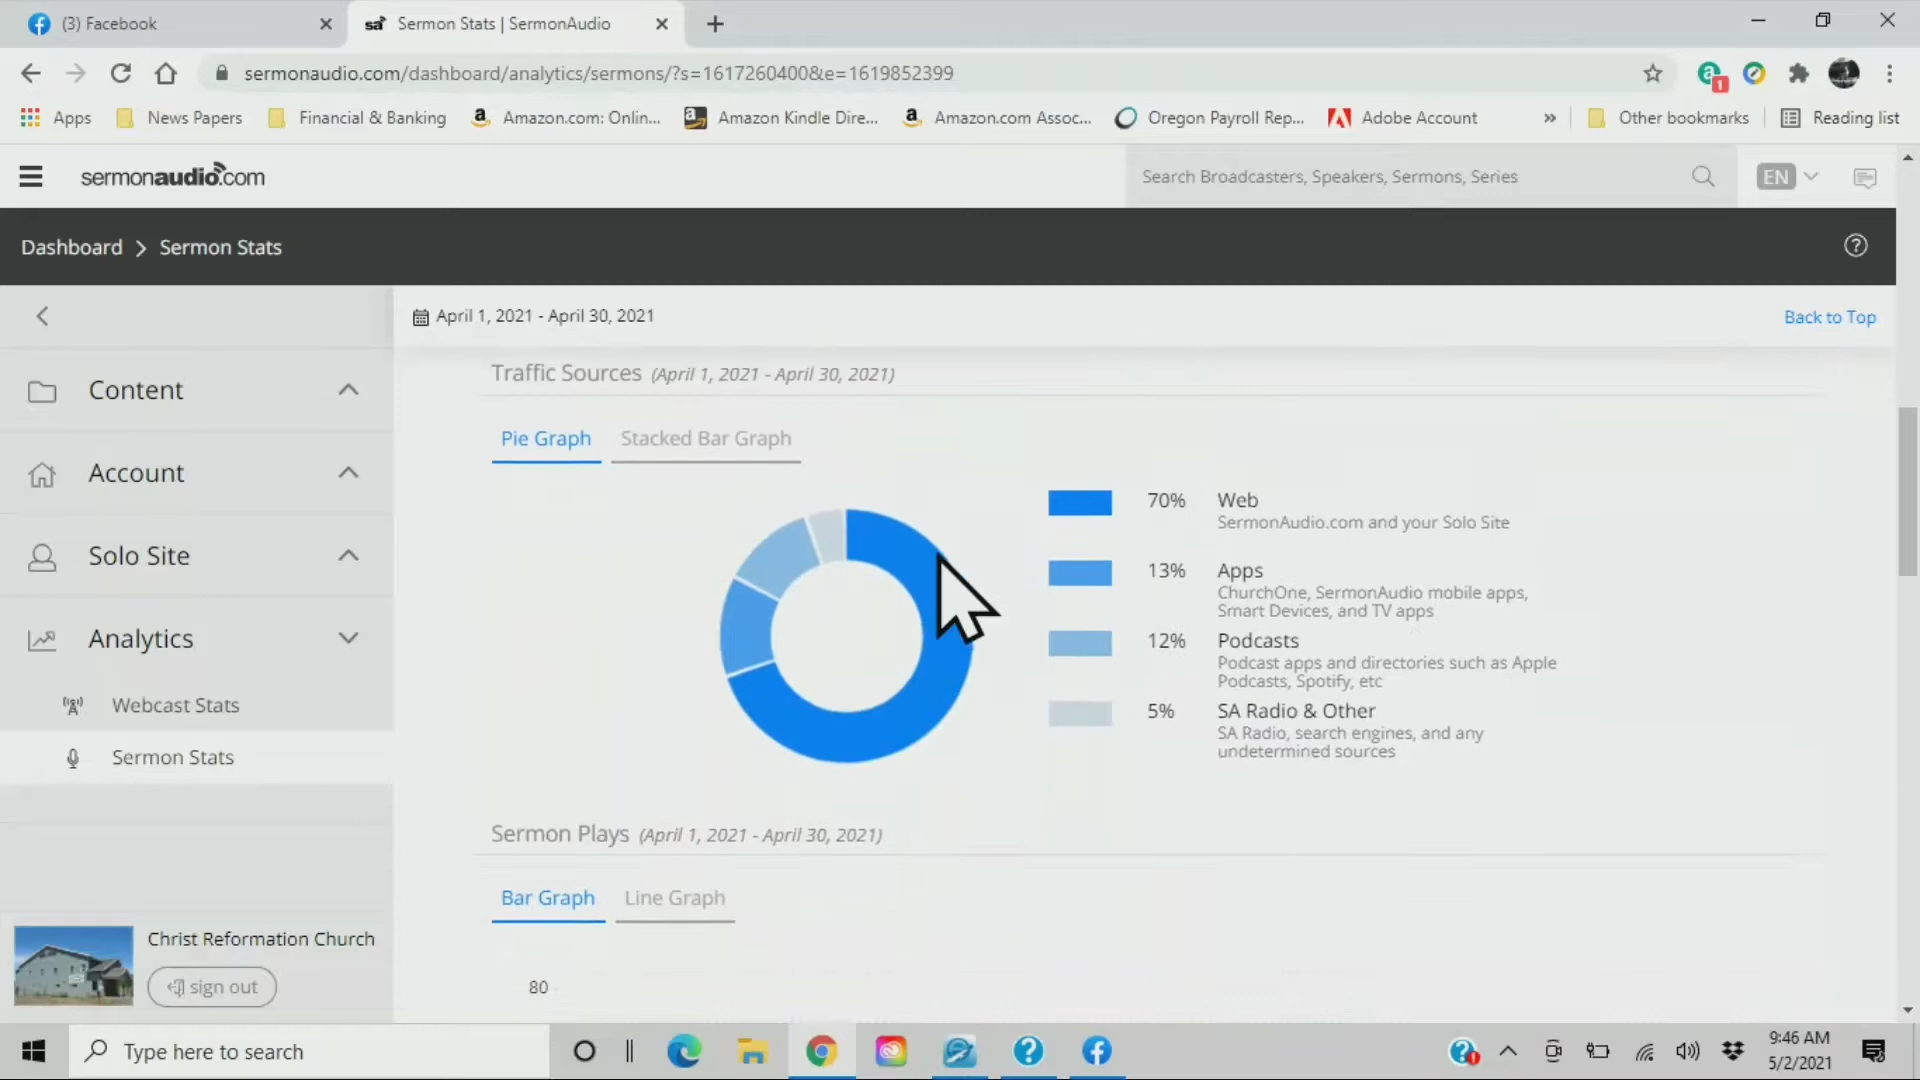 (3) Facebook
sa Sermon Stats | SermonAudio
sermonaudio.com/dashboard/analytics/sermons/?s=1617260400&e=1619852399
Apps News Papers Financial & Banking Amazon.com: Onlin... Amazon Kindle Dire... Amazon.com Assoc... Oregon Payroll Rep... Adobe Account » Other bookmarks Reading list
sermonaudio.com
Search Broadcasters, Speakers, Sermons, Series
EN
Dashboard > Sermon Stats
April 1, 2021 - April 30, 2021
Back to Top
Content
Account
Solo Site
Analytics
Webcast Stats
Sermon Stats
Christ Reformation Church
sign out
Traffic Sources (April 1, 2021 - April 30, 2021)
Pie Graph Stacked Bar Graph
70% Web
SermonAudio.com and your Solo Site
13% Apps
ChurchOne, SermonAudio mobile apps,
Smart Devices, and TV apps
12% Podcasts
Podcast apps and directories such as Apple
Podcasts, Spotify, etc
5% SA Radio & Other
SA Radio, search engines, and any
undetermined sources
Sermon Plays (April 1, 2021 - April 30, 2021)
Bar Graph Line Graph
80
Type here to search
9:46 AM
5/2/2021